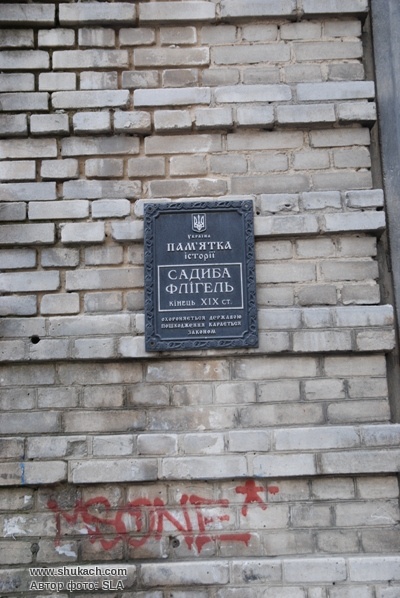 Україна
ПАМ'ЯТКА
історії
САДИБА
ФЛІГЕЛЬ
КІНЕЦЬ XIX СТ.
ОХОРОНЯЄТЬСЯ ДЕРЖАВОЮ
ПОШКОДЖЕННЯ КАРАЄТЬСЯ
ЗАКОНОМ
www.shukach.com
Автор фото: SLA